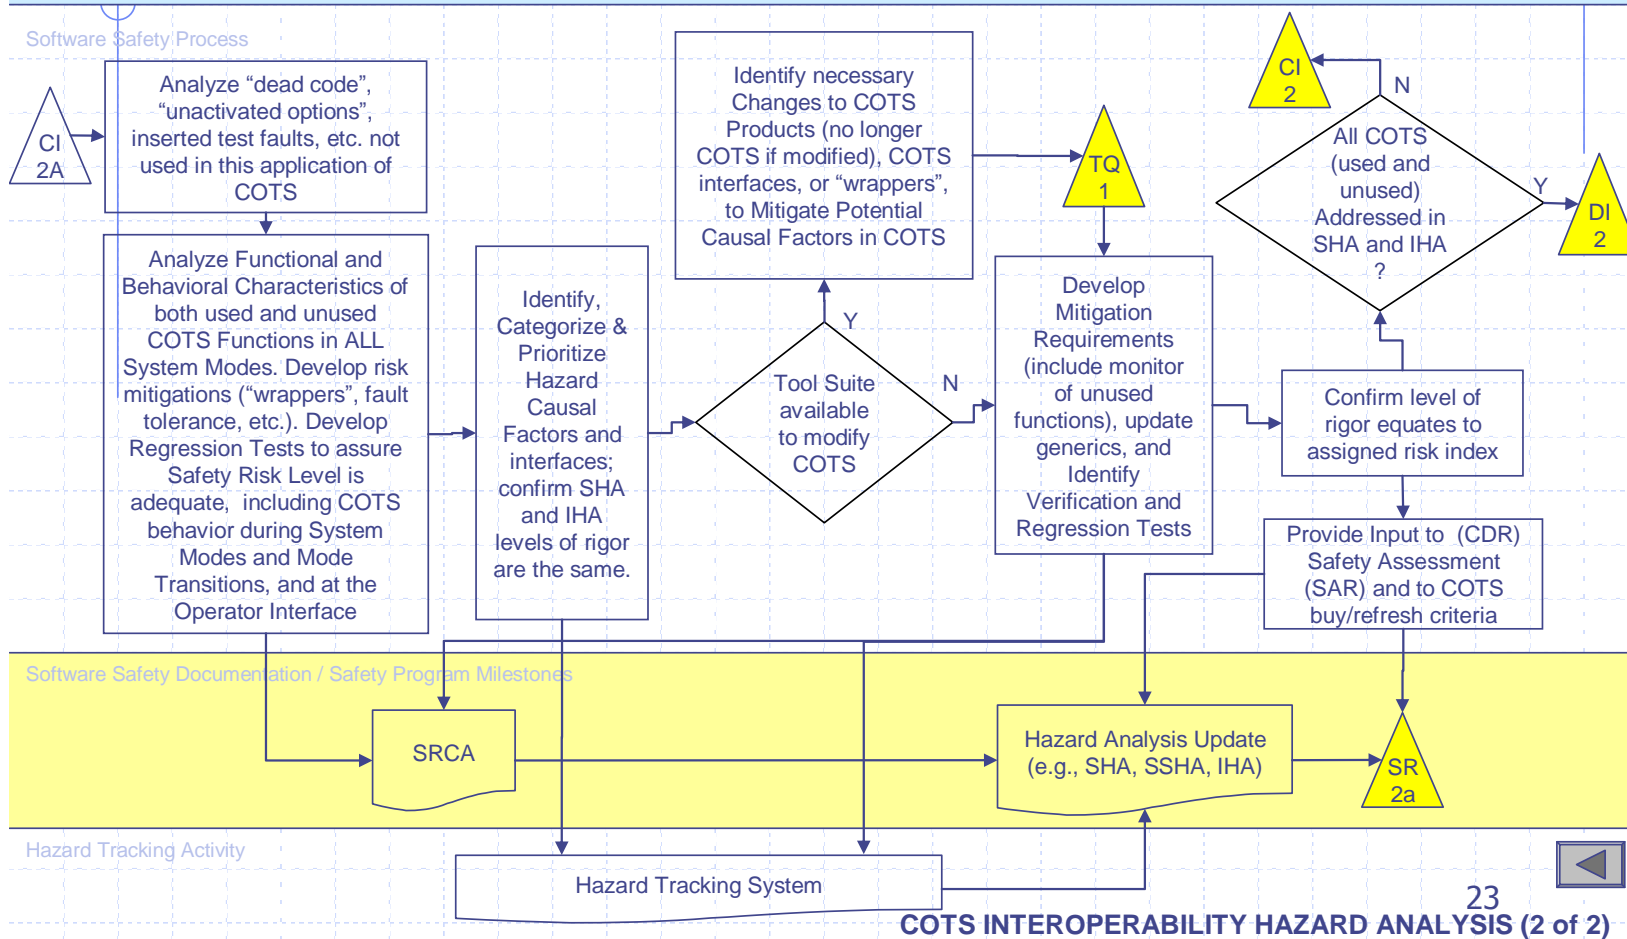 Software Safety Process
CI
2A
Analyze “dead code”,
“unactivated options”,
inserted test faults, etc. not
used in this application of
COTS
Analyze Functional and
Behavioral Characteristics of
both used and unused
COTS Functions in ALL
System Modes. Develop risk
mitigations (“wrappers”, fault
tolerance, etc.). Develop
Regression Tests to assure
Safety Risk Level is
adequate,  including COTS
behavior during System
Modes and Mode
Transitions, and at the
Operator Interface
Identify,
Categorize &
Prioritize
Hazard
Causal
Factors and
interfaces;
confirm SHA
and IHA
levels of rigor
are the same.
Identify necessary
Changes to COTS
Products (no longer
COTS if modified), COTS
interfaces, or “wrappers”,
to Mitigate Potential
Causal Factors in COTS
Y
Tool Suite
available
to modify
COTS
N
TQ
1
Develop
Mitigation
Requirements
(include monitor
of unused
functions), update
generics, and
Identify
Verification and
Regression Tests
CI
2
N
All COTS
(used and
unused)
Addressed in
SHA and IHA
?
Y
DI
2
Confirm level of
rigor equates to
assigned risk index
Provide Input to  (CDR)
Safety Assessment
(SAR) and to COTS
buy/refresh criteria
Software Safety Documentation / Safety Program Milestones
SRCA
Hazard Analysis Update
(e.g., SHA, SSHA, IHA)
SR
2a
Hazard Tracking Activity
Hazard Tracking System
23
COTS INTEROPERABILITY HAZARD ANALYSIS (2 of 2)